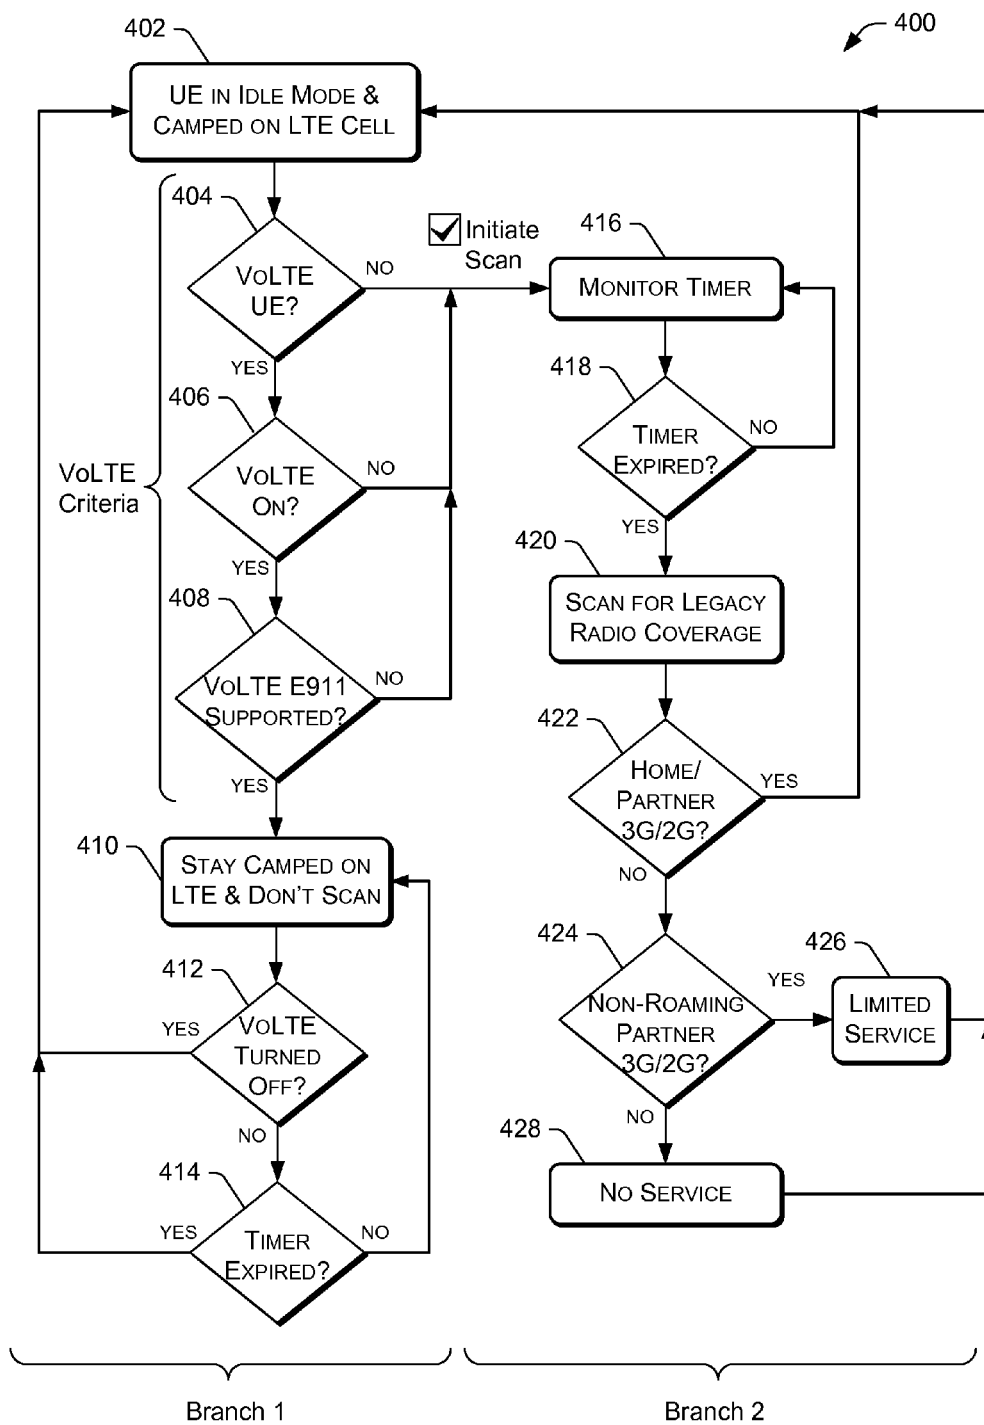 400
402
UE IN IDLE MODE &
CAMPED ON LTE CELL
404
VOLTE
UE?
NO
YES
Initiate
Scan
406
VOLTE
ON?
NO
YES
VoLTE
Criteria
408
VOLTE E911
SUPPORTED?
NO
YES
410
STAY CAMPED ON
LTE & DON'T SCAN
412
VOLTE
TURNED
OFF?
YES
NO
414
TIMER
EXPIRED?
YES
NO
416
MONITOR TIMER
418
TIMER
EXPIRED?
NO
YES
420
SCAN FOR LEGACY
RADIO COVERAGE
422
HOME/
PARTNER
3G/2G?
YES
NO
424
NON-ROAMING
PARTNER
3G/2G?
YES
NO
426
LIMITED
SERVICE
428
NO SERVICE
Branch 1
Branch 2